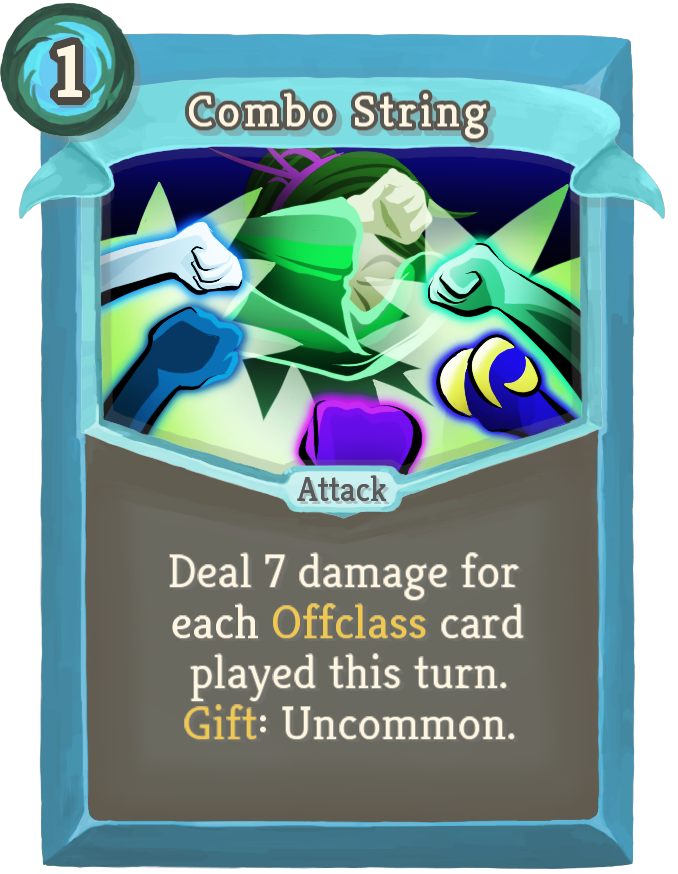 1
Combo String
Attack
Deal 7 damage for
each Offclass card
played this turn.
Gift: Uncommon.